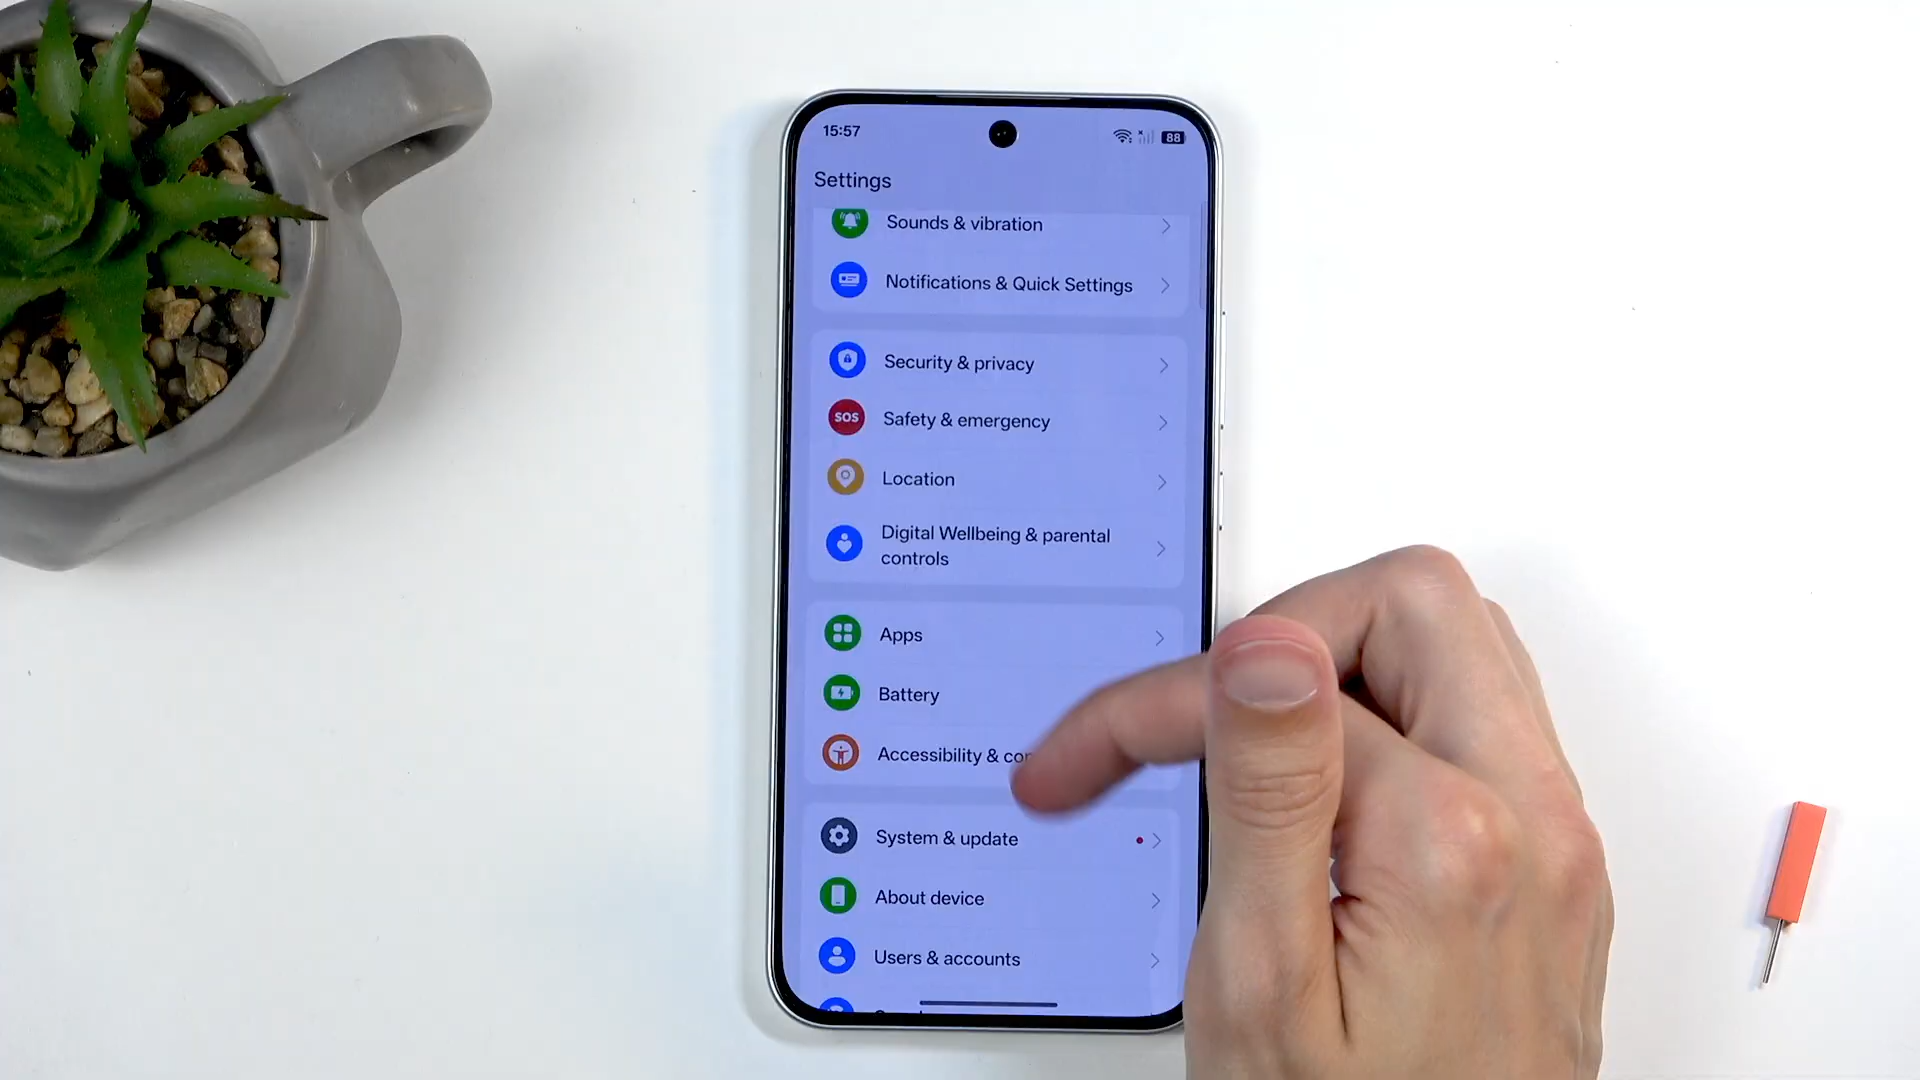 15:57
88
Settings
Sounds & vibration
Notifications & Quick Settings
Security & privacy
SOS
Safety & emergency
Location
Digital Wellbeing & parental
controls
Apps
Battery
Accessibility &
System & update
About device
Users & accounts